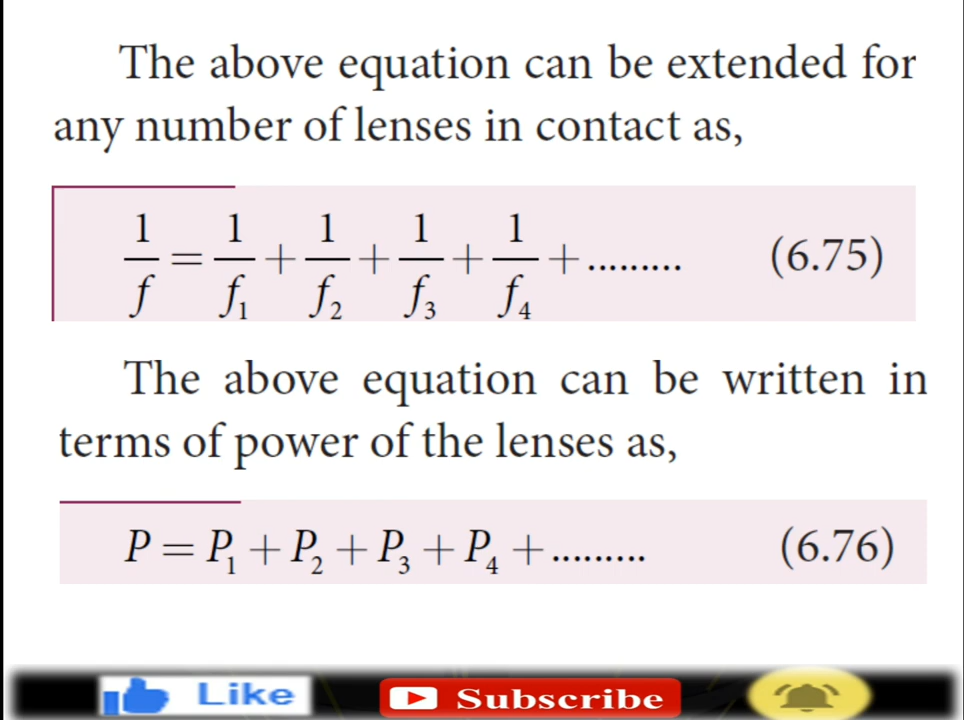 The above equation can be extended for
any number of lenses in contact as,
1/f = 1/f₁ + 1/f₂ + 1/f₃ + 1/f₄ + ......... (6.75)
The above equation can be written in
terms of power of the lenses as,
P = P₁ + P₂ + P₃ + P₄ + ......... (6.76)
Like Subscribe